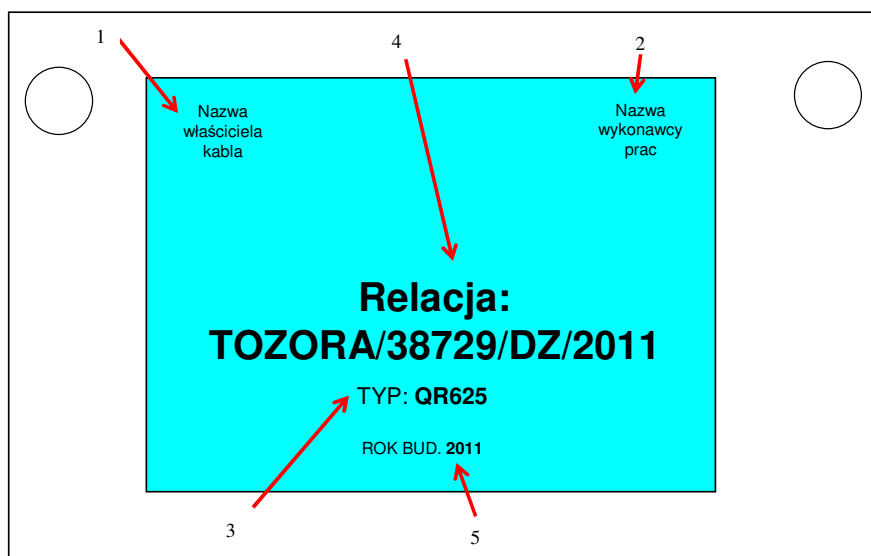 1
4
2
Nazwa
właściciela
kabla
Nazwa
wykonawcy
prac
Relacja:
TOZORA/38729/DZ/2011
TYP: QR625
ROK BUD. 2011
3
5